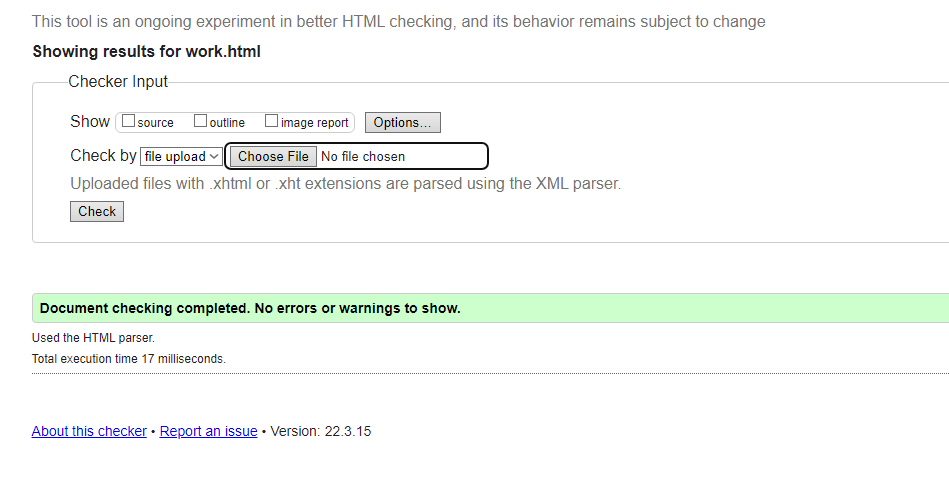 This tool is an ongoing experiment in better HTML checking, and its behavior remains subject to change
Showing results for work.html
Checker Input
Show source outline image report Options...
Check by file upload Choose File No file chosen
Uploaded files with .xhtml or .xht extensions are parsed using the XML parser.
Check
Document checking completed. No errors or warnings to show.
Used the HTML parser.
Total execution time 17 milliseconds.
About this checker • Report an issue • Version: 22.3.15